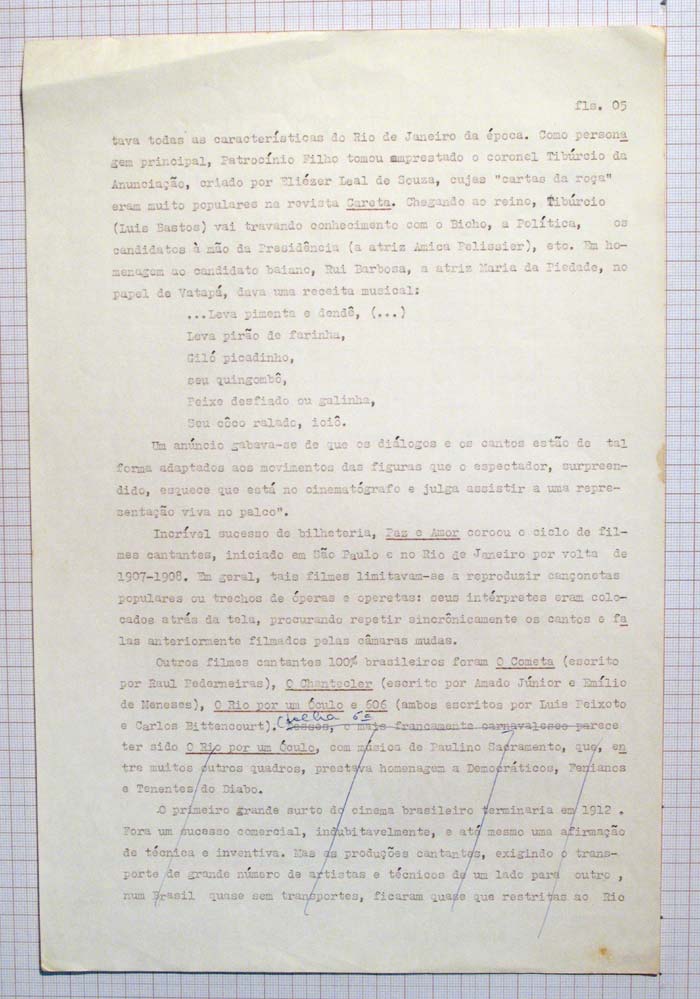 fls. 05
tava todas as características do Rio de Janeiro da época. Como persona
gem principal, Patrocínio Filho tomou emprestado o coronel Tibúrcio da
Anunciação, criado por Eliézer Leal de Souza, cujas "cartas da roça"
eram muito populares na revista Careta. Chegando ao reino, Tibúrcio
(Luis Bastos) vai travando conhecimento com o Bicho, a Política, os
candidatos à mão da Presidência (a atriz Amica Pelissier), etc. Em ho-
menagem ao candidato baiano, Rui Barbosa, a atriz Maria da Piedade, no
papel de Vatapá, dava uma receita musical:
...Leva pimenta e dendê, (...)
Leva pirão de farinha,
Giló picadinho,
seu quingombô,
Peixe desfiado ou galinha,
Seu côco ralado, ioiô.
Um anúncio gabava-se de que os diálogos e os cantos estão de tal
forma adaptados aos movimentos das figuras que o espectador, surpreen-
dido, esquece que está no cinematógrafo e julga assistir a uma repre-
sentação viva no palco".
Incrível sucesso de bilheteria, Paz e Amor coroou o ciclo de fil-
mes cantantes, iniciado em São Paulo e no Rio de Janeiro por volta de
1907-1908. Em geral, tais filmes limitavam-se a reproduzir cançonetas
populares ou trechos de óperas e operetas: seus intérpretes eram colo-
cados atrás da tela, procurando repetir sincrônicamente os cantos e fa
las anteriormente filmados pelas câmaras mudas.
Outros filmes cantantes 100% brasileiros foram O Cometa (escrito
por Raul Pederneiras), O Chantecler (escrito por Amado Júnior e Emílio
de Meneses), O Rio por um Óculo e 606 (ambos escritos por Luis Peixoto
e Carlos Bittencourt). Desses, o mais francamente carnavalesco parece
ter sido O Rio por um Óculo, com música de Paulino Sacramento, que, en
tre muitos outros quadros, prestava homenagem a Democráticos, Fenianos
e Tenentes do Diabo.
O primeiro grande surto do cinema brasileiro terminaria em 1912 .
Fora um sucesso comercial, indubitavelmente, e até mesmo uma afirmação
de técnica e inventiva. Mas as produções cantantes, exigindo o trans-
porte de grande número de artistas e técnicos de um lado para outro ,
num Brasil quase sem transportes, ficaram quase que restritas ao Rio